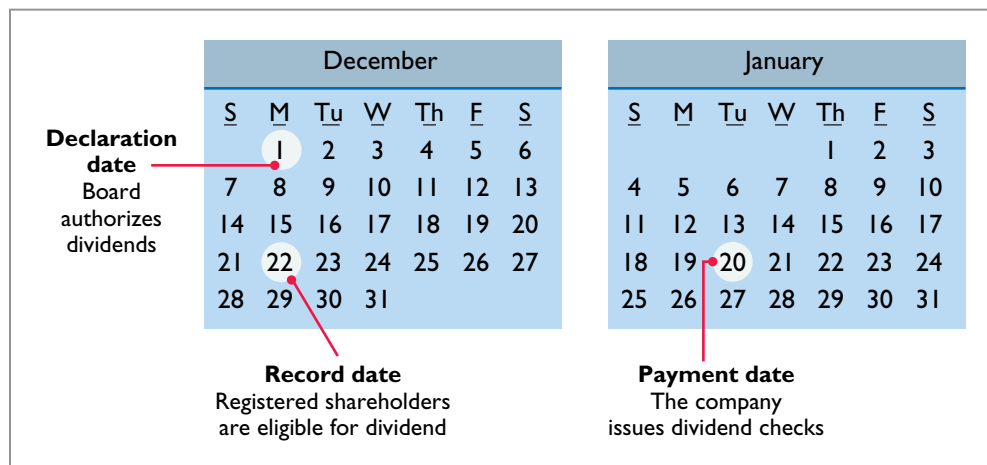 December
S M Tu W Th F S
1 2 3 4 5 6
7 8 9 10 11 12 13
14 15 16 17 18 19 20
21 22 23 24 25 26 27
28 29 30 31
January
S M Tu W Th F S
1 2 3
4 5 6 7 8 9 10
11 12 13 14 15 16 17
18 19 20 21 22 23 24
25 26 27 28 29 30 31
Declaration
date
Board
authorizes
dividends
Record date
Registered shareholders
are eligible for dividend
Payment date
The company
issues dividend checks